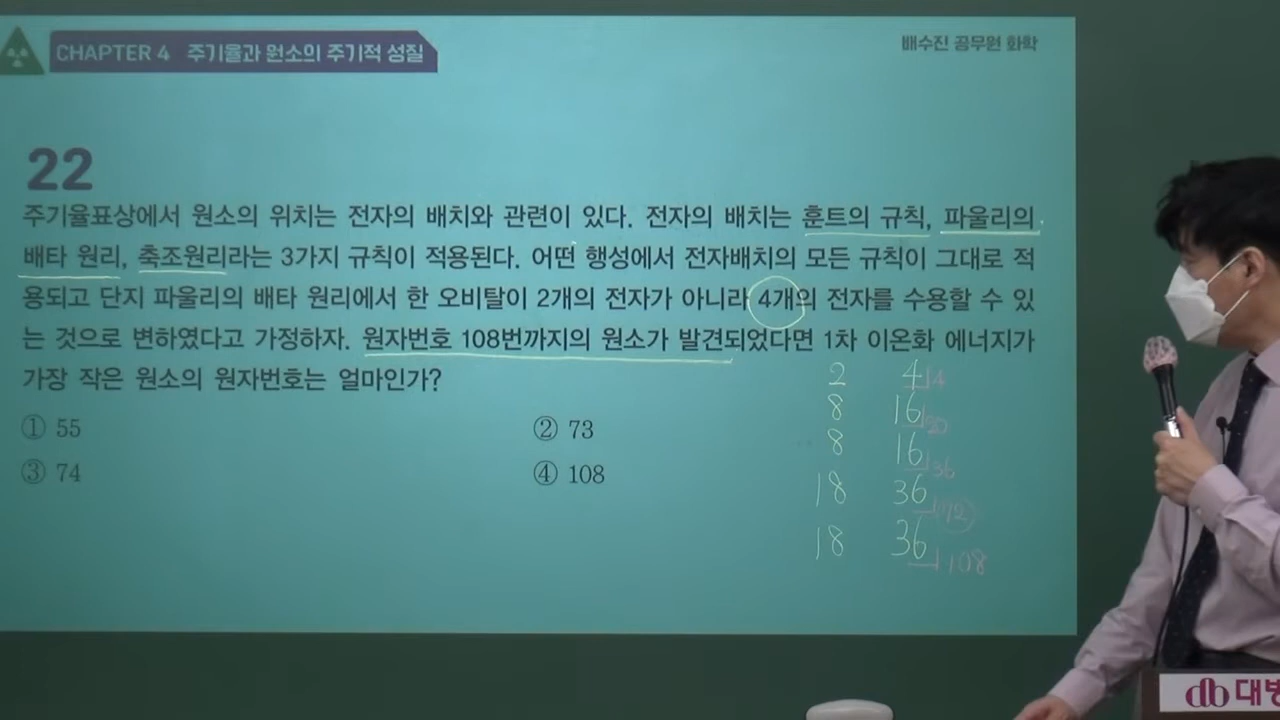 CHAPTER 4 주기율과 원소의 주기적 성질
배수진 공무원 화학
22
주기율표상에서 원소의 위치는 전자의 배치와 관련이 있다. 전자의 배치는 훈트의 규칙, 파울리의
배타 원리, 축조원리라는 3가지 규칙이 적용된다. 어떤 행성에서 전자배치의 모든 규칙이 그대로 적
용되고 단지 파울리의 배타 원리에서 한 오비탈이 2개의 전자가 아니라 4개의 전자를 수용할 수 있
는 것으로 변하였다고 가정하자. 원자번호 108번까지의 원소가 발견되었다면 1차 이온화 에너지가
가장 작은 원소의 원자번호는 얼마인가?
① 55
② 73
③ 74
④ 108
2 4 4
8 16 20
8 16 36
18 36 72
18 36 108